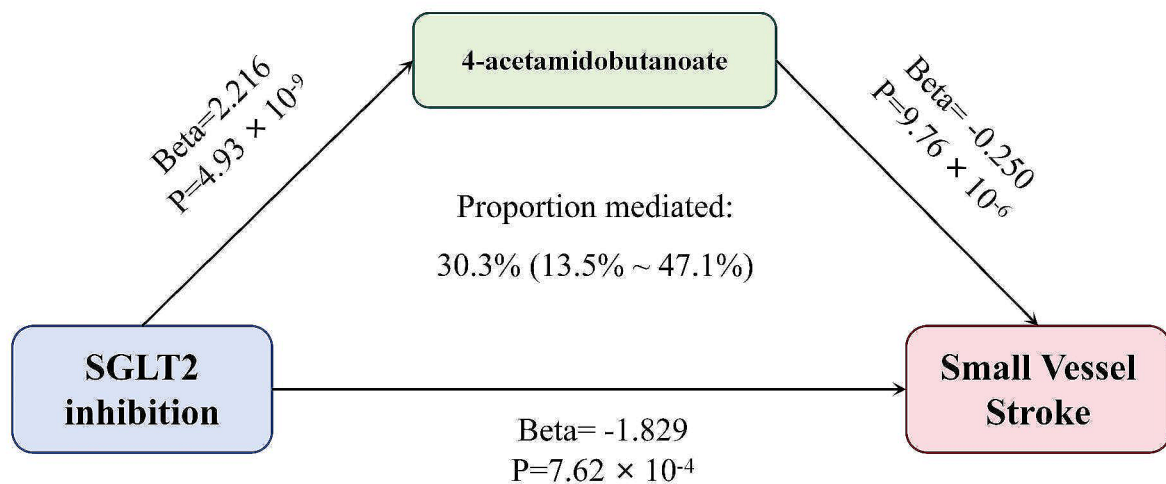 4-acetamidobutanoate
Beta=2.216
P=4.93 × 10⁻⁹
Beta= -0.250
P=9.76 × 10⁻⁶
Proportion mediated:
30.3% (13.5% ~ 47.1%)
SGLT2
inhibition
Small Vessel
Stroke
Beta= -1.829
P=7.62 × 10⁻⁴